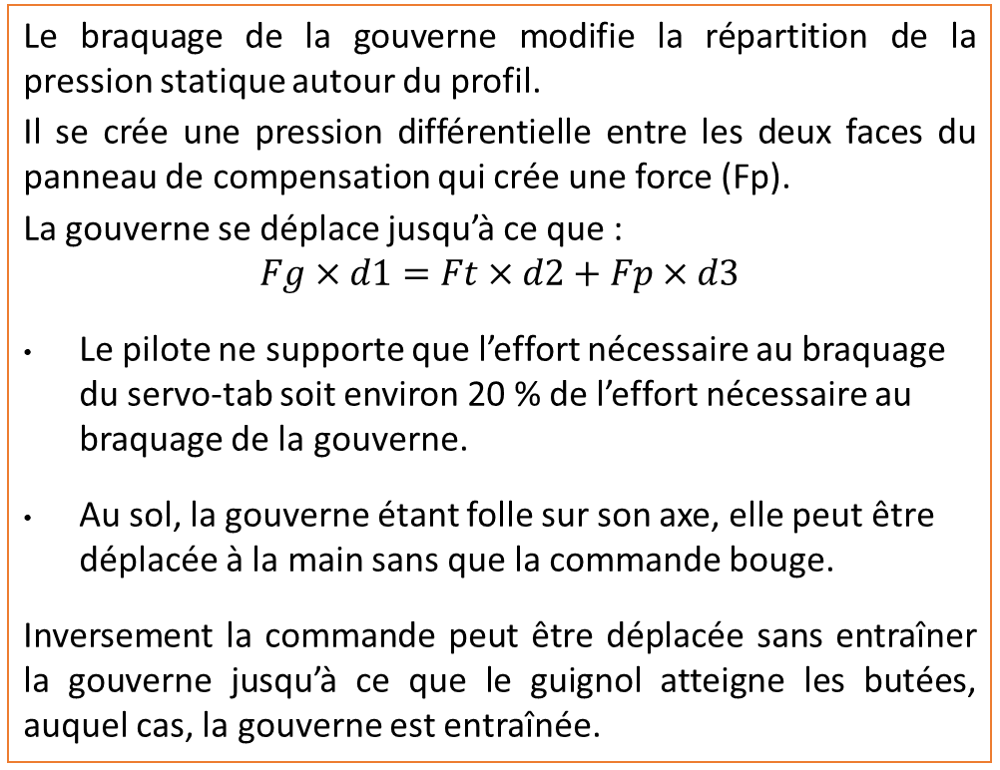 Le braquage de la gouverne modifie la répartition de la
pression statique autour du profil.
Il se crée une pression différentielle entre les deux faces du
panneau de compensation qui crée une force (Fp).
La gouverne se déplace jusqu’à ce que :
Fg × d1 = Ft × d2 + Fp × d3
• Le pilote ne supporte que l’effort nécessaire au braquage
du servo-tab soit environ 20 % de l’effort nécessaire au
braquage de la gouverne.
• Au sol, la gouverne étant folle sur son axe, elle peut être
déplacée à la main sans que la commande bouge.
Inversement la commande peut être déplacée sans entraîner
la gouverne jusqu’à ce que le guignol atteigne les butées,
auquel cas, la gouverne est entraînée.